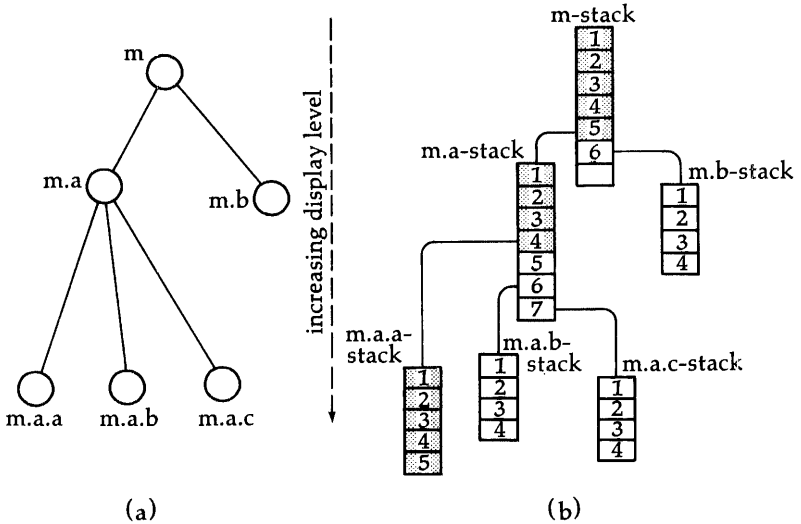 m
m.a
m.b
m.a.a
m.a.b
m.a.c
(a)
increasing display level
m-stack
1
2
3
4
5
6
m.a-stack
1
2
3
4
5
6
7
m.b-stack
1
2
3
4
m.a.a-
stack
1
2
3
4
5
m.a.b-
stack
1
2
3
4
m.a.c-stack
1
2
3
4
(b)